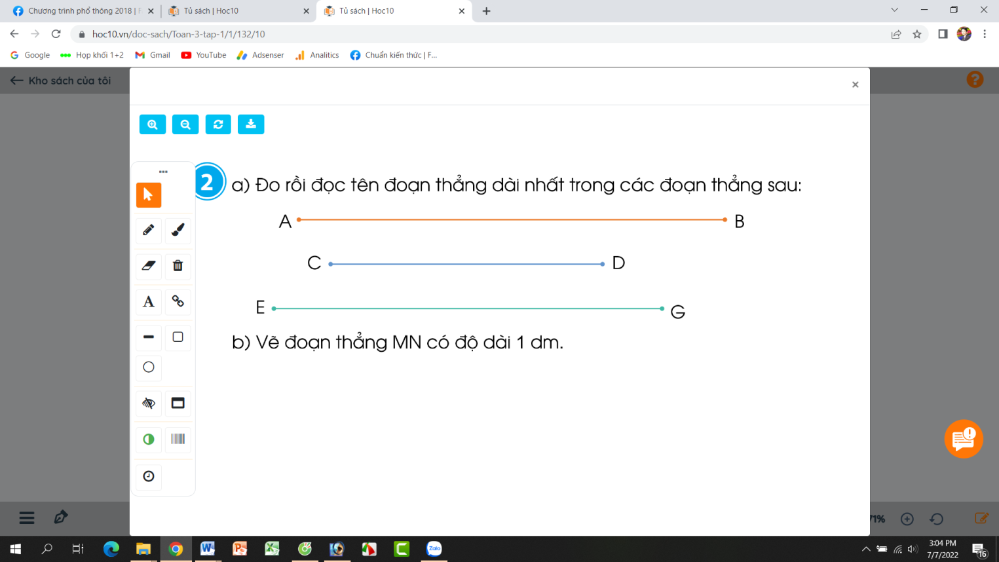 Chương trình phổ thông 2018 | F
Tủ sách | Hoc10
Tủ sách | Hoc10
hoc10.vn/doc-sach/Toan-3-tap-1/1/132/10
Google
Họp khối 1+2
Gmail
YouTube
Adsenser
Analitics
Chuẩn kiến thức | F...
Kho sách của tôi
2
a) Đo rồi đọc tên đoạn thẳng dài nhất trong các đoạn thẳng sau:
A B
C D
E G
b) Vẽ đoạn thẳng MN có độ dài 1 dm.
A
71%
Zalo
3:04 PM
7/7/2022
16